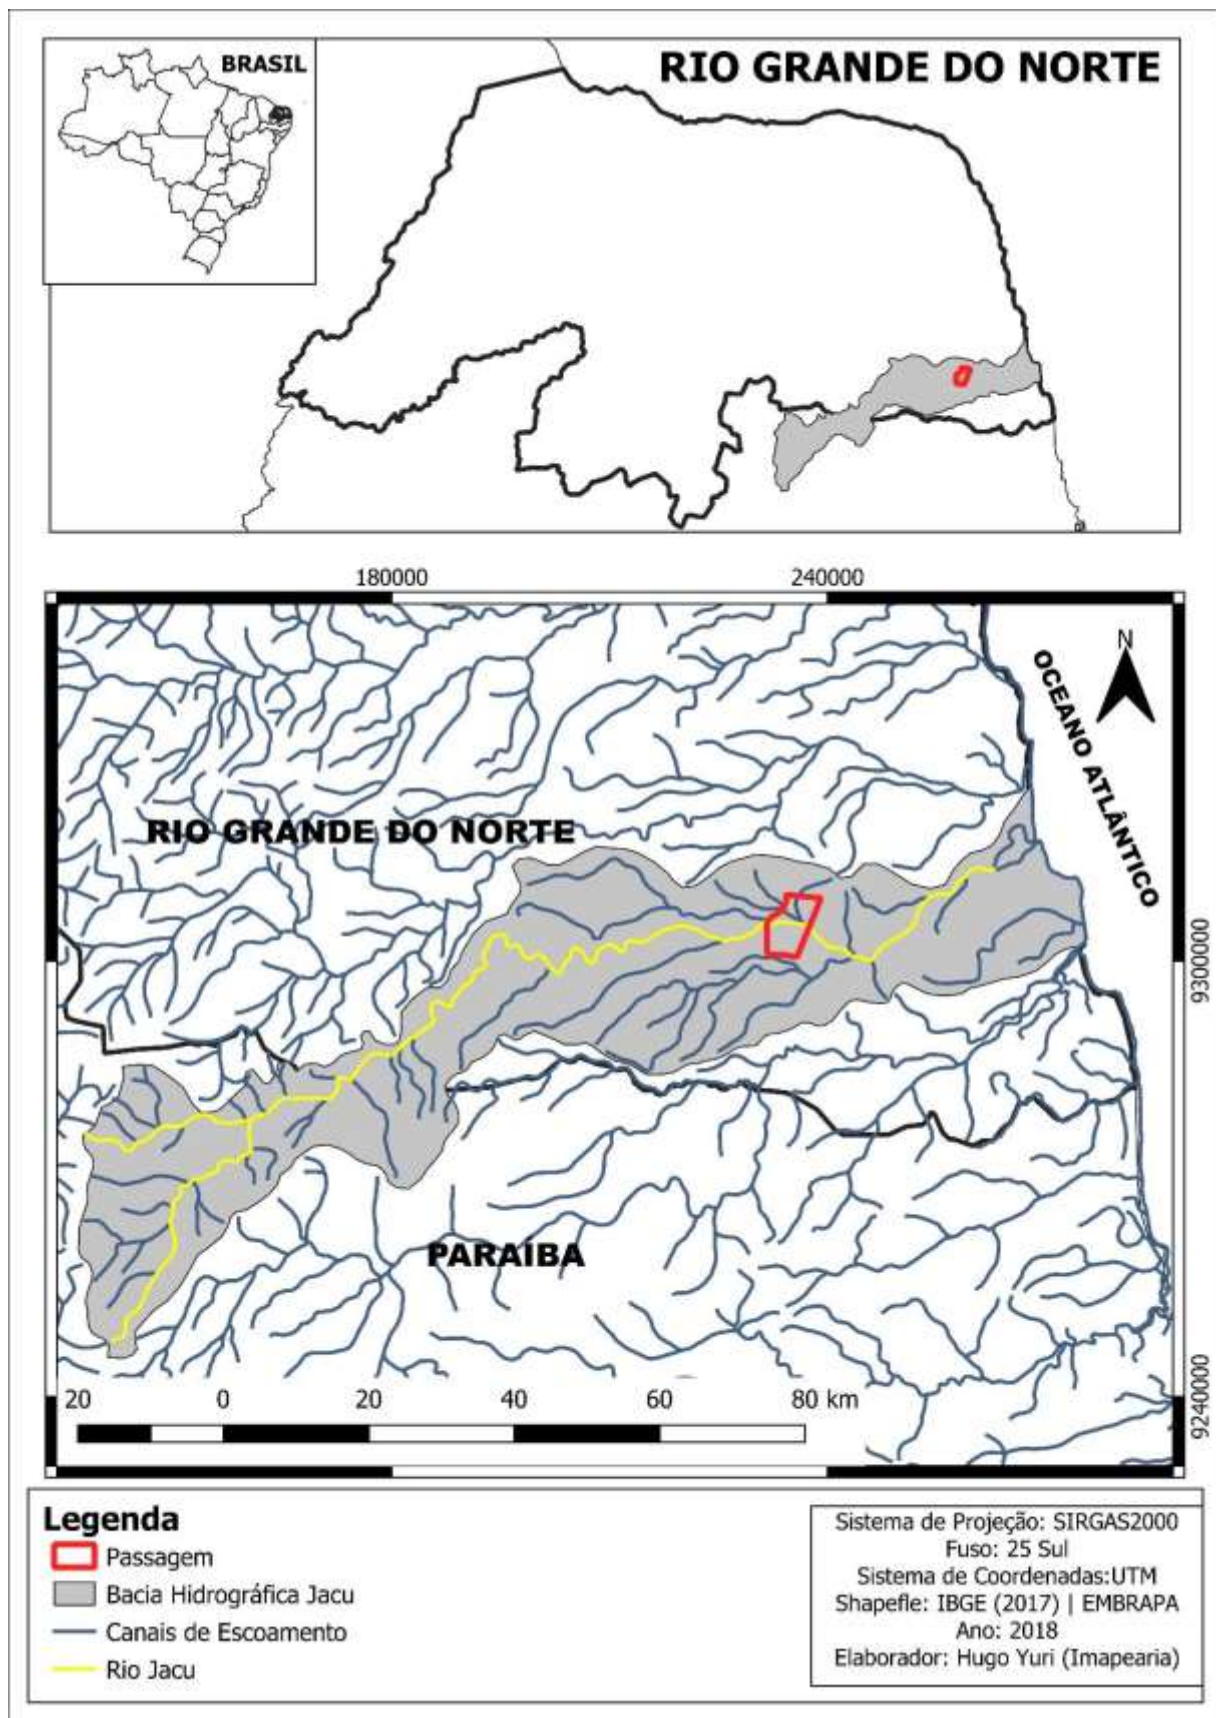 BRASIL
RIO GRANDE DO NORTE
180000
240000
N
OCEANO ATLÂNTICO
RIO GRANDE DO NORTE
9300000
PARAIBA
20
0
20
40
60
80 km
9240000
Legenda
Passagem
Bacia Hidrográfica Jacu
Canais de Escoamento
Rio Jacu
Sistema de Projeção: SIRGAS2000
Fuso: 25 Sul
Sistema de Coordenadas:UTM
Shapefle: IBGE (2017) | EMBRAPA
Ano: 2018
Elaborador: Hugo Yuri (Imapearia)